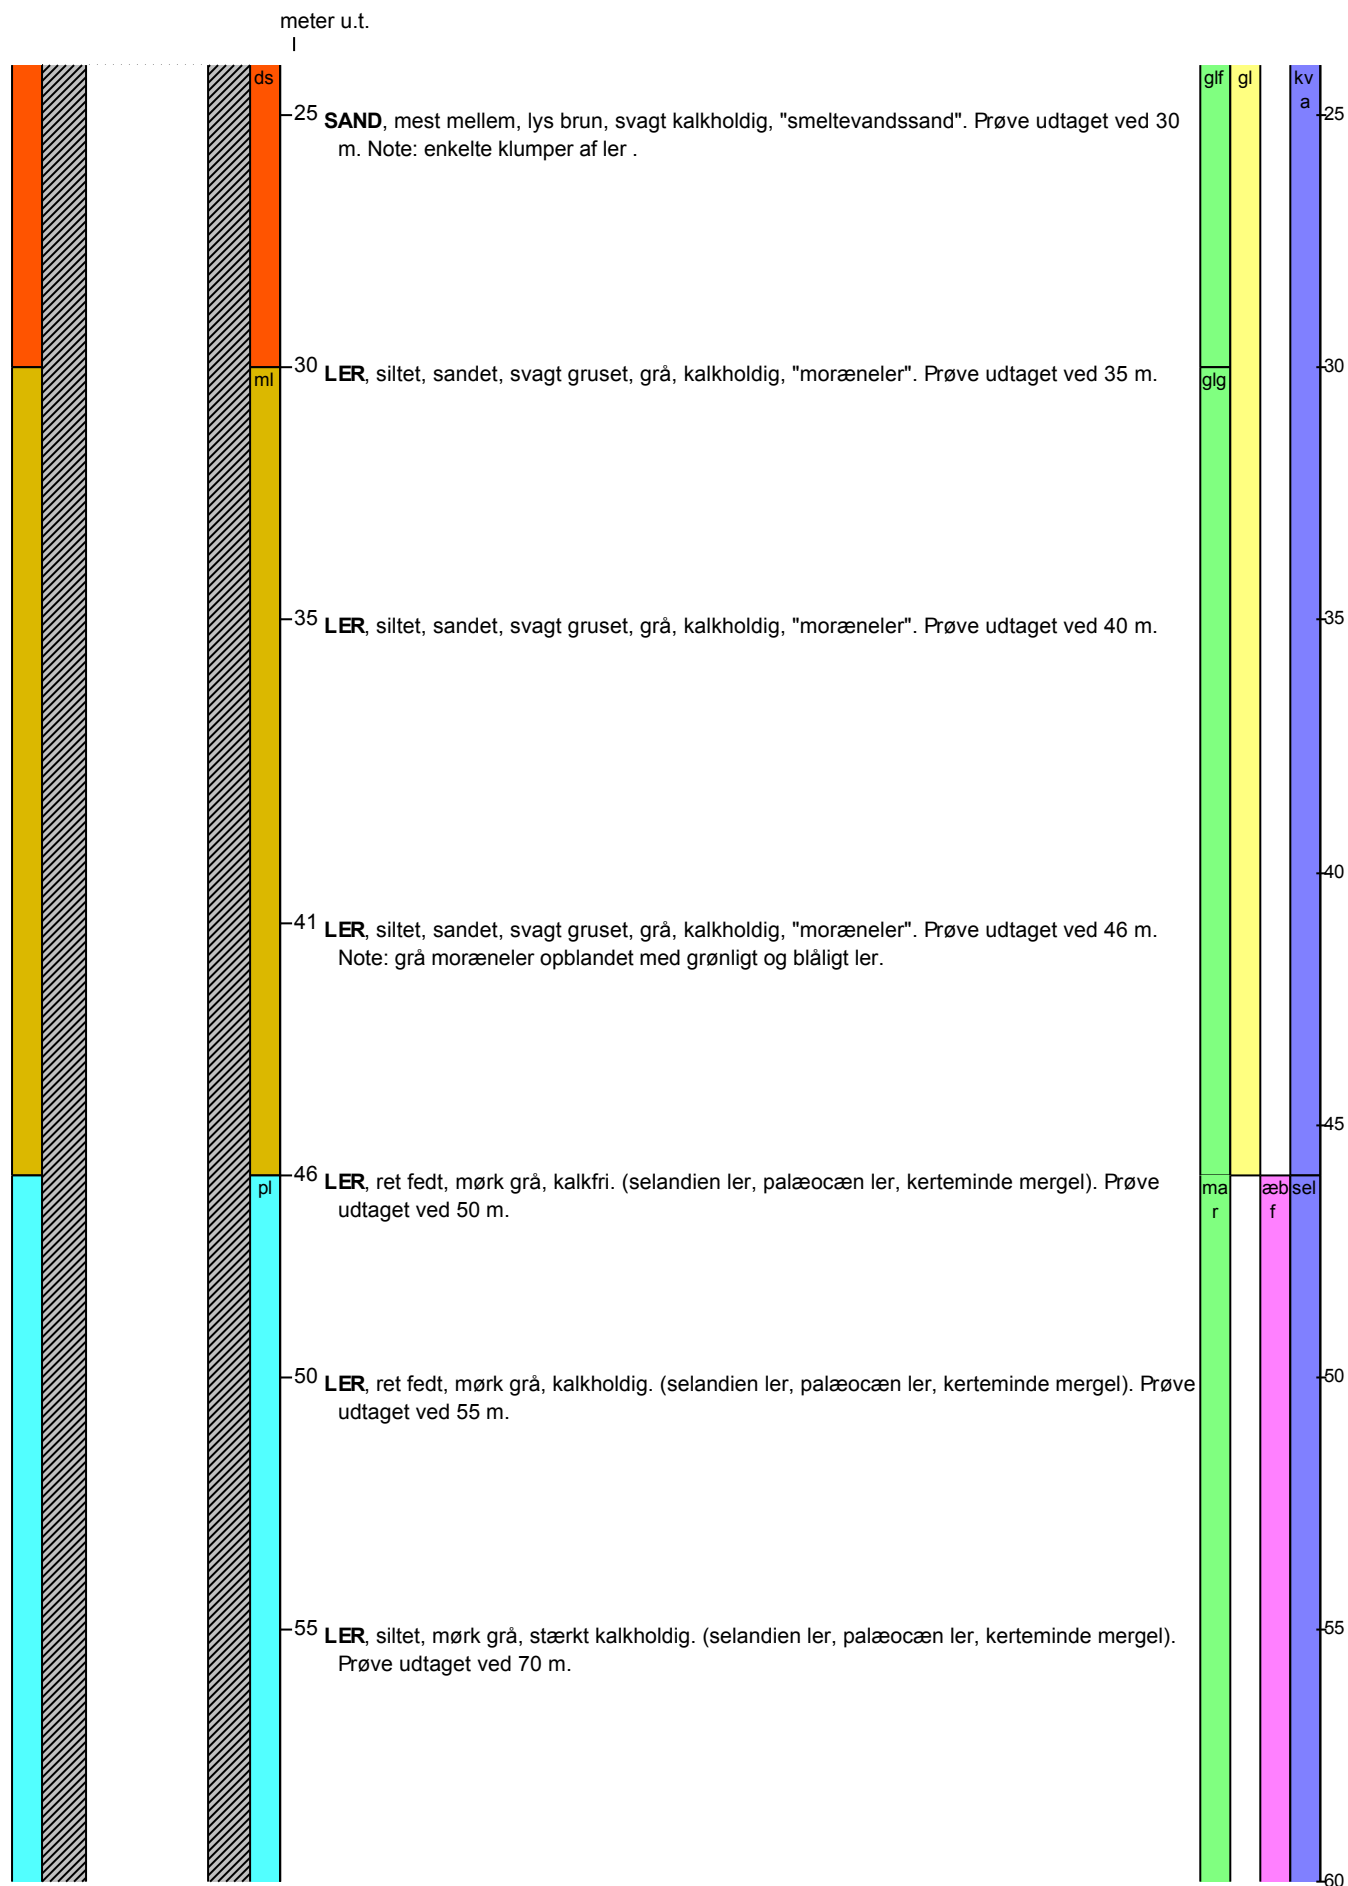 meter u.t.
ds
glf gl kv
a
25 SAND, mest mellem, lys brun, svagt kalkholdig, "smeltevandssand". Prøve udtaget ved 30 25
m. Note: enkelte klumper af ler .
30 LER, siltet, sandet, svagt gruset, grå, kalkholdig, "moræneler". Prøve udtaget ved 35 m. 30
ml
glg
35 LER, siltet, sandet, svagt gruset, grå, kalkholdig, "moræneler". Prøve udtaget ved 40 m. 35
40
41 LER, siltet, sandet, svagt gruset, grå, kalkholdig, "moræneler". Prøve udtaget ved 46 m.
Note: grå moræneler opblandet med grønligt og blåligt ler.
45
46 LER, ret fedt, mørk grå, kalkfri. (selandien ler, palæocæn ler, kerteminde mergel). Prøve
udtaget ved 50 m.
pl
ma æb sel
r f
50 LER, ret fedt, mørk grå, kalkholdig. (selandien ler, palæocæn ler, kerteminde mergel). Prøve 50
udtaget ved 55 m.
55 LER, siltet, mørk grå, stærkt kalkholdig. (selandien ler, palæocæn ler, kerteminde mergel). 55
Prøve udtaget ved 70 m.
60